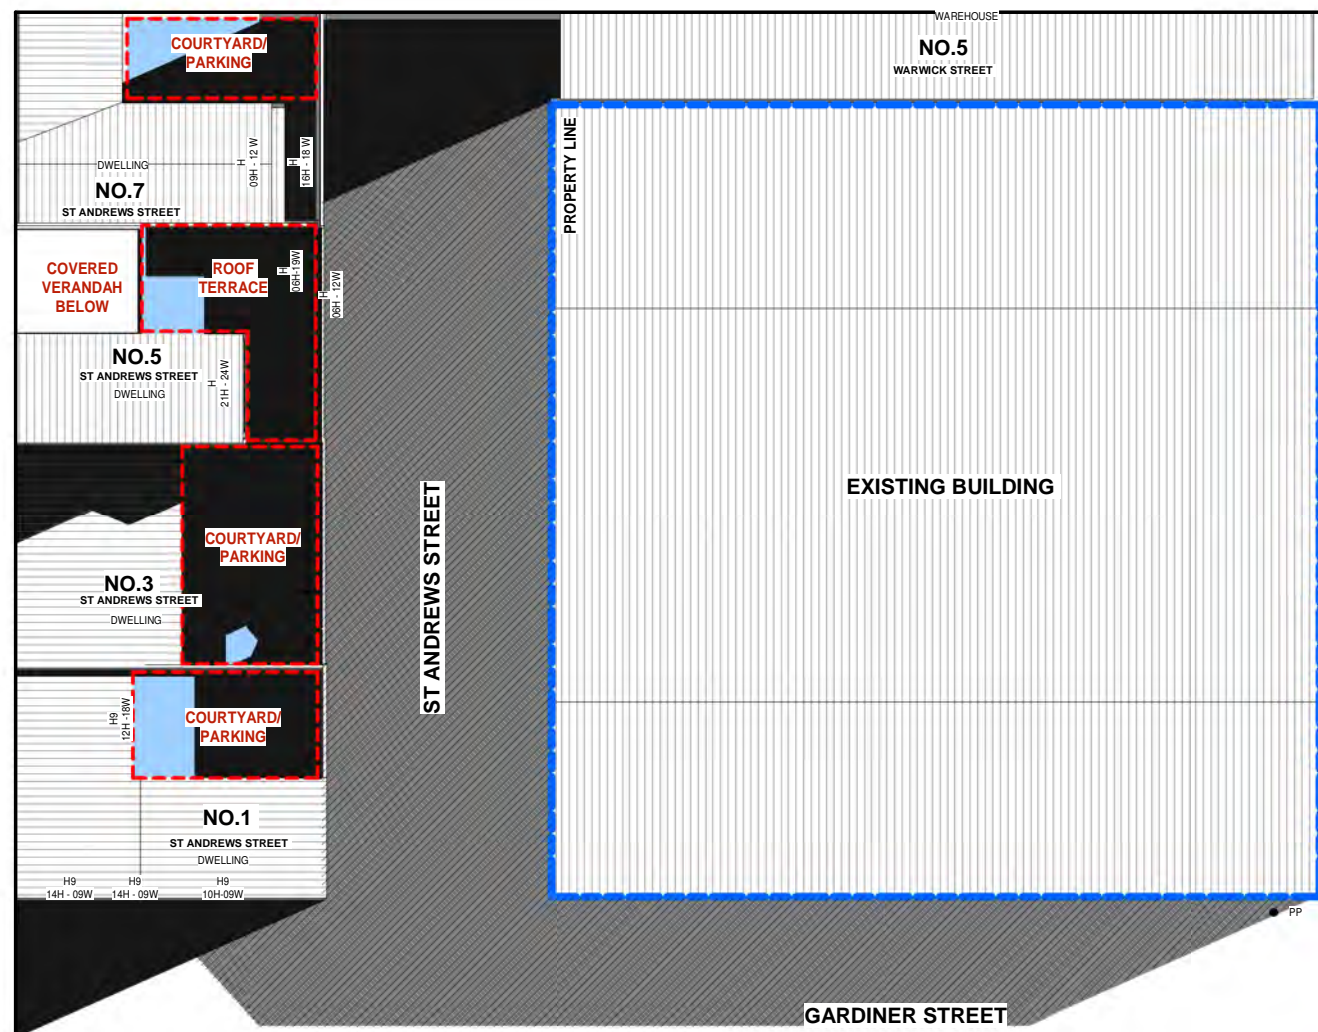 WAREHOUSE
NO.5
WARWICK STREET
COURTYARD/
PARKING
PROPERTY LINE
DWELLING
NO.7
ST ANDREWS STREET
H
09H - 12 W
H
16H - 18 W
COVERED
VERANDAH
BELOW
ROOF
TERRACE
H
06H-19W
H
06H - 12W
NO.5
ST ANDREWS STREET
DWELLING
H
21H - 24W
EXISTING BUILDING
ST ANDREWS STREET
COURTYARD/
PARKING
NO.3
ST ANDREWS STREET
DWELLING
H9
12H -18W
COURTYARD/
PARKING
NO.1
ST ANDREWS STREET
DWELLING
H9
14H - 09W
H9
14H - 09W
H9
10H-09W
PP
GARDINER STREET